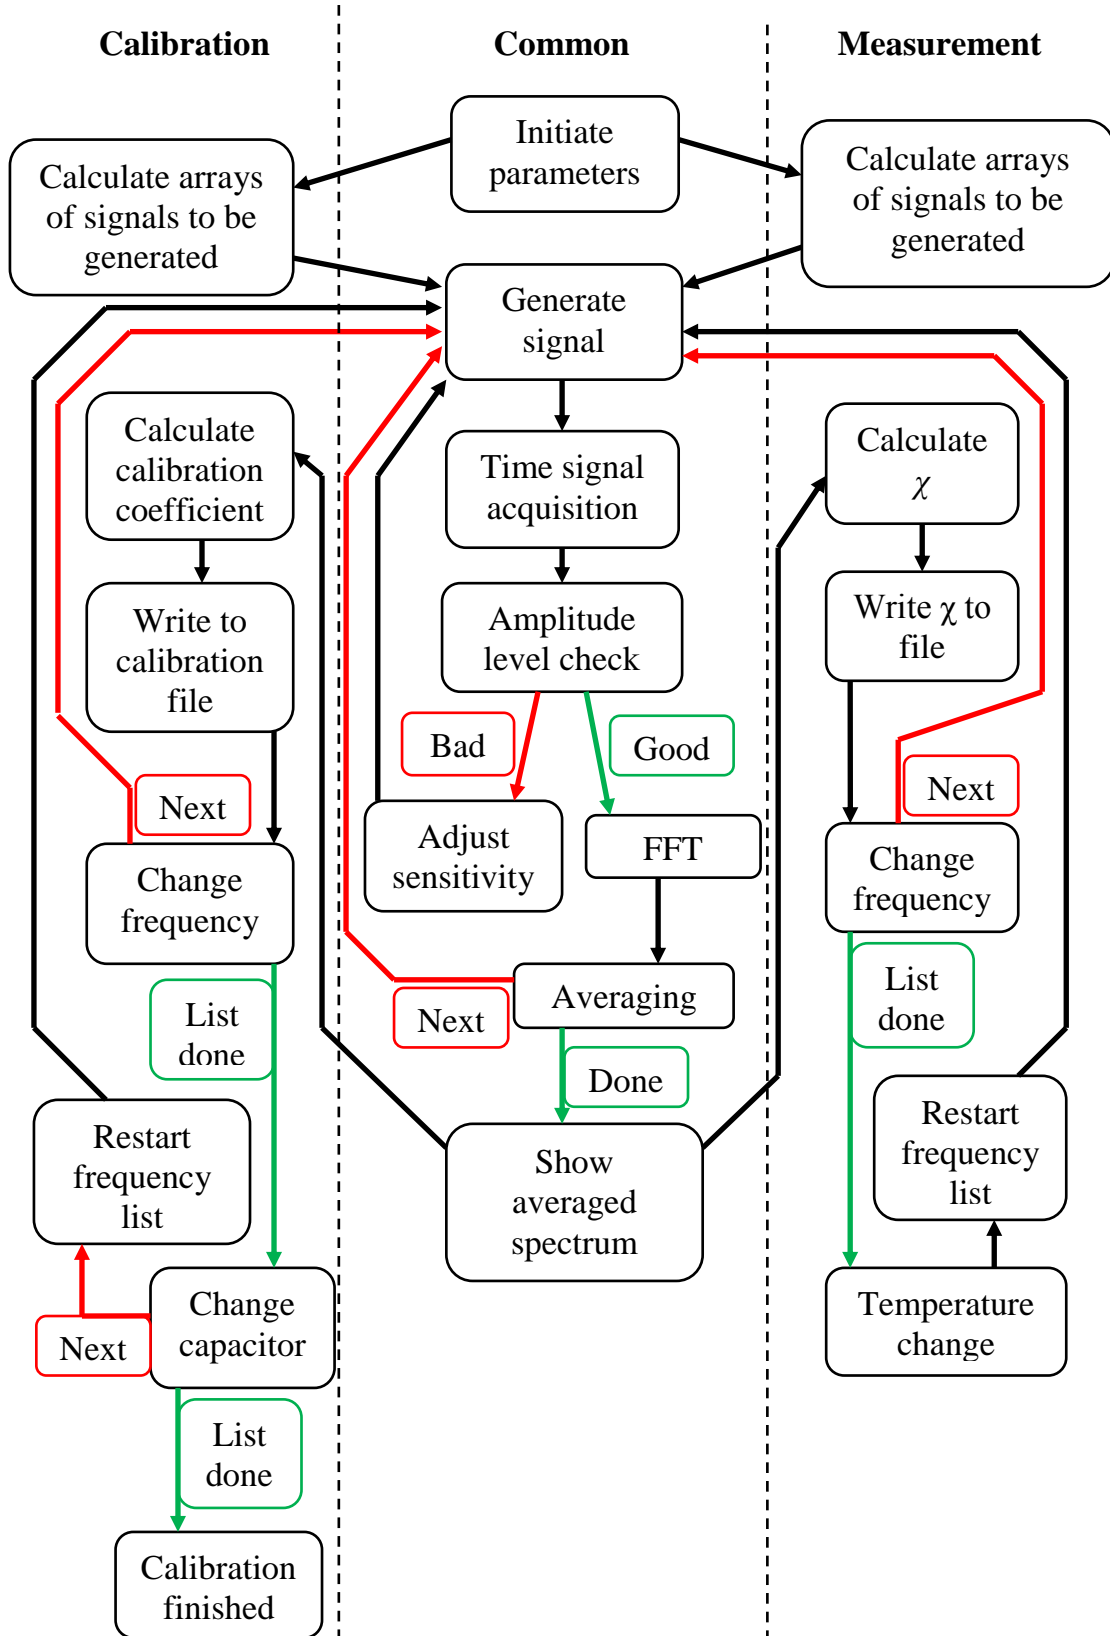 Calibration
Common
Measurement
Initiate
parameters
Calculate arrays
of signals to be
generated
Calculate arrays
of signals to be
generated
Generate
signal
Calculate
calibration
coefficient
Time signal
acquisition
Calculate
χ
Write to
calibration
file
Amplitude
level check
Write χ to
file
Bad
Good
Next
Next
Adjust
sensitivity
FFT
Change
frequency
Change
frequency
List
done
Next
Averaging
List
done
Done
Restart
frequency
list
Show
averaged
spectrum
Restart
frequency
list
Next
Change
capacitor
Temperature
change
List
done
Calibration
finished